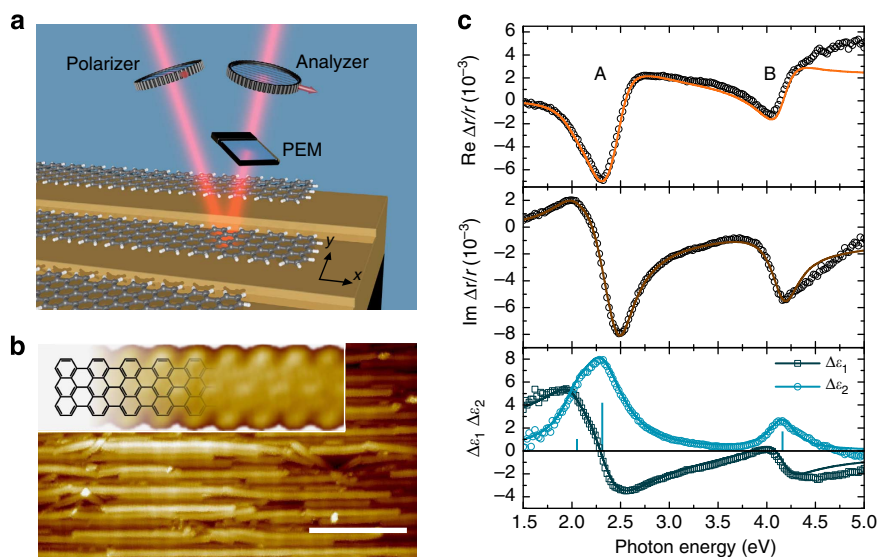 a
Polarizer
Analyzer
PEM
y
x
b
c
Re Δr/r (10⁻³)
6
4
2
0
−2
−4
−6
A
B
Im Δr/r (10⁻³)
2
0
−2
−4
−6
−8
Δε₁ Δε₂
8
6
4
2
0
−2
−4
Δε₁
Δε₂
1.5 2.0 2.5 3.0 3.5 4.0 4.5 5.0
Photon energy (eV)